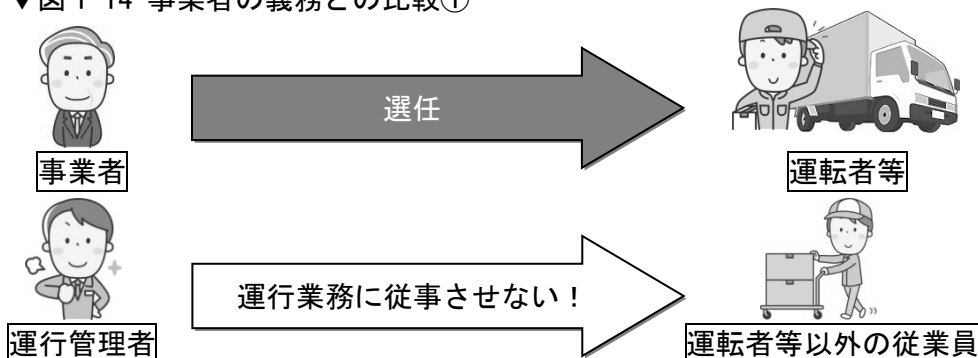 ▼図1-14 事業者の義務との比較①
選任
事業者
運転者等
運行業務に従事させない！
運行管理者
運転者等以外の従業員